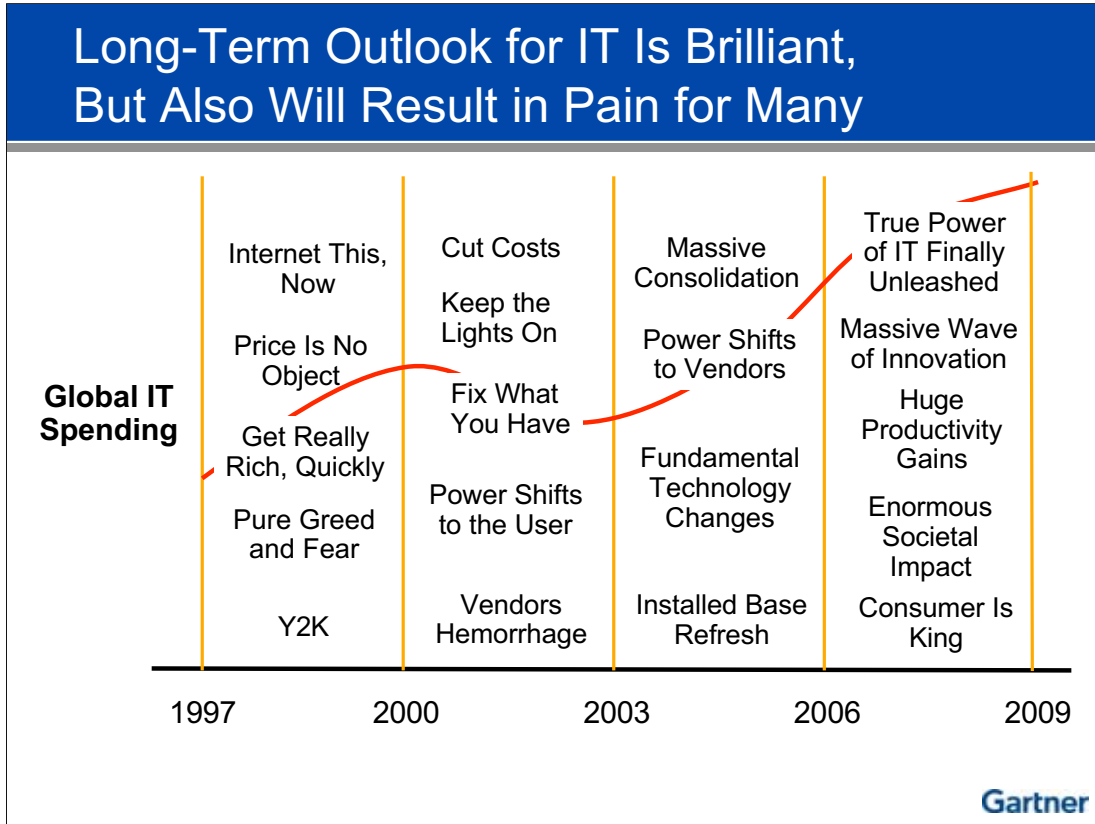 Long-Term Outlook for IT Is Brilliant,
But Also Will Result in Pain for Many
Global IT
Spending
Internet This,
Now
Price Is No
Object
Get Really
Rich, Quickly
Pure Greed
and Fear
Y2K
Cut Costs
Keep the
Lights On
Fix What
You Have
Power Shifts
to the User
Vendors
Hemorrhage
Massive
Consolidation
Power Shifts
to Vendors
Fundamental
Technology
Changes
Installed Base
Refresh
True Power
of IT Finally
Unleashed
Massive Wave
of Innovation
Huge
Productivity
Gains
Enormous
Societal
Impact
Consumer Is
King
1997
2000
2003
2006
2009
Gartner